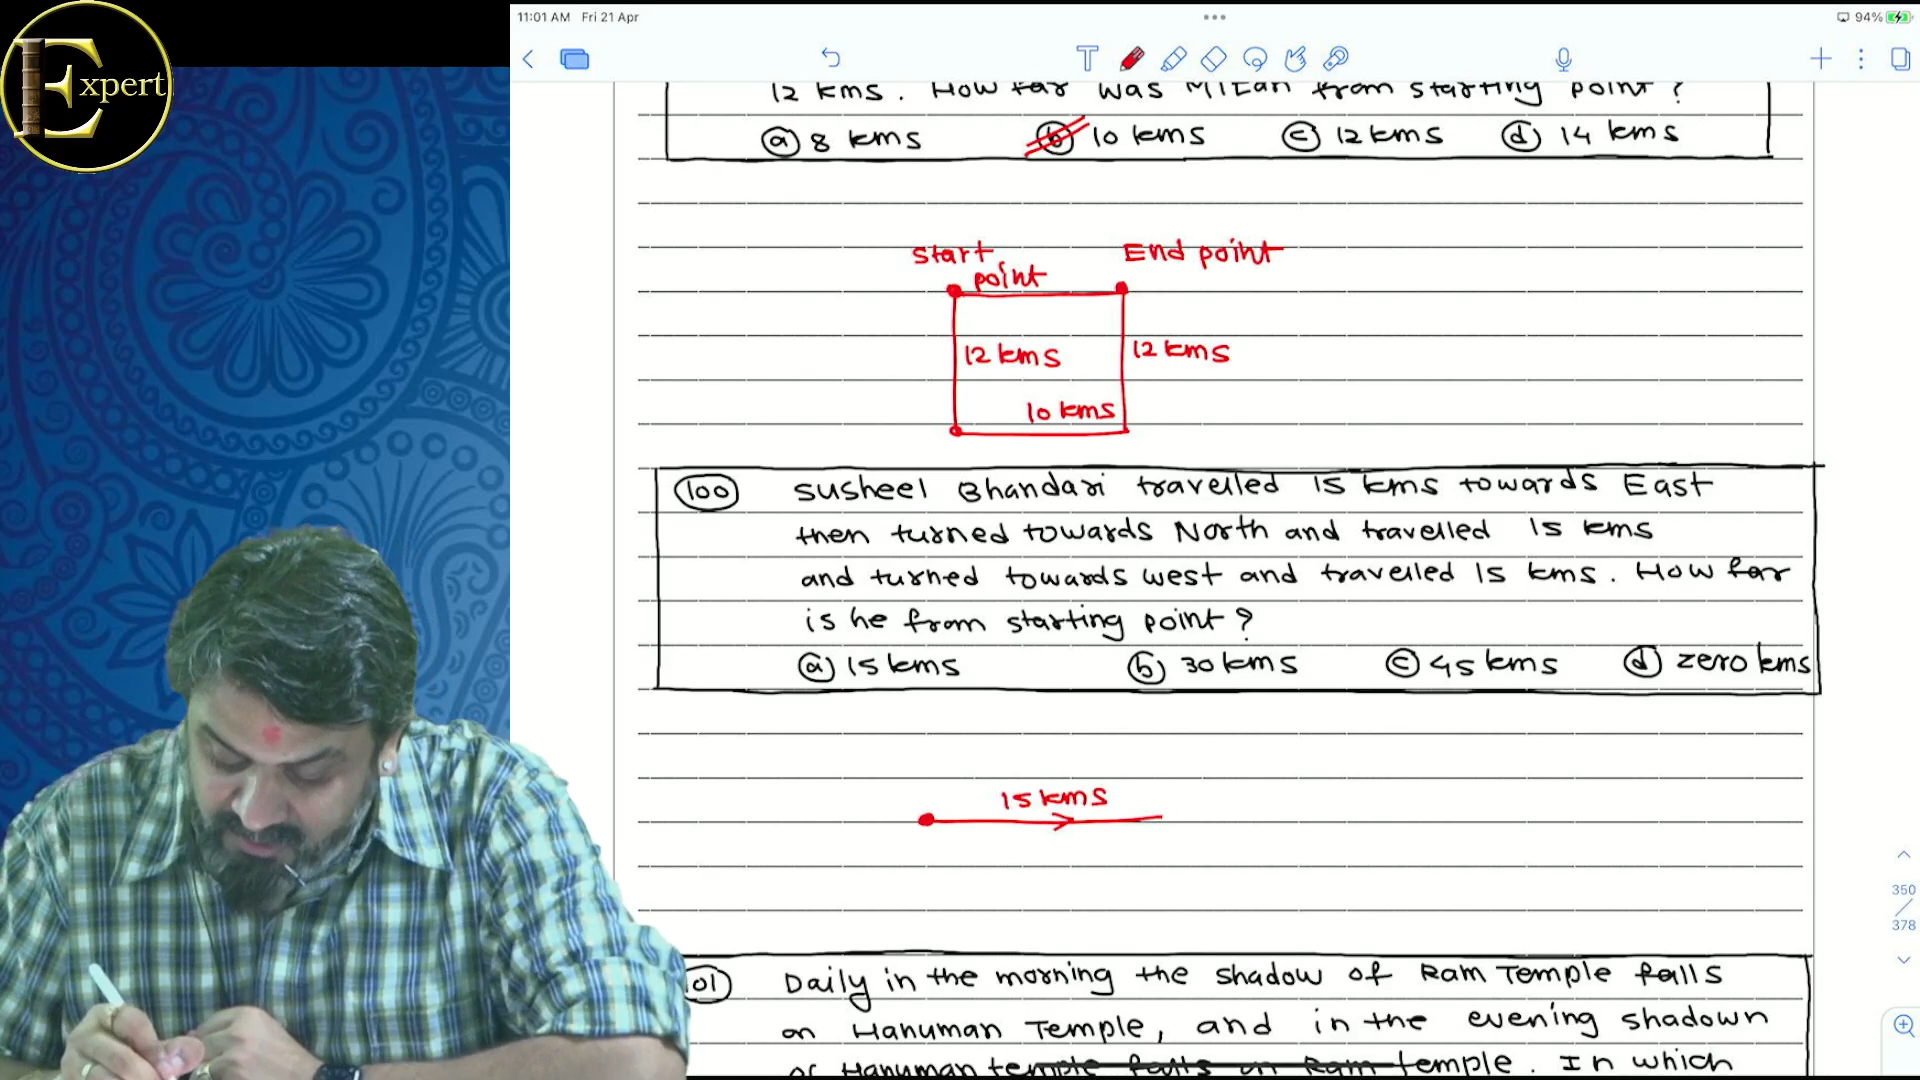 Expert
11:01 AM Fri 21 Apr
94%
12 kms. How far was Milan from starting point?
(a) 8 kms (b) 10 kms (c) 12 kms (d) 14 kms
Start point
End point
12 kms
12 kms
10 kms
100 Susheel Bhandari travelled 15 kms towards East
then turned towards North and travelled 15 kms
and turned towards west and travelled 15 kms. How far
is he from starting point?
(a) 15 kms (b) 30 kms (c) 45 kms (d) zero kms
15 kms
350
378
101 Daily in the morning the shadow of Ram Temple falls
on Hanuman Temple, and in the evening shadown
of Hanuman temple falls on Ram temple. In which